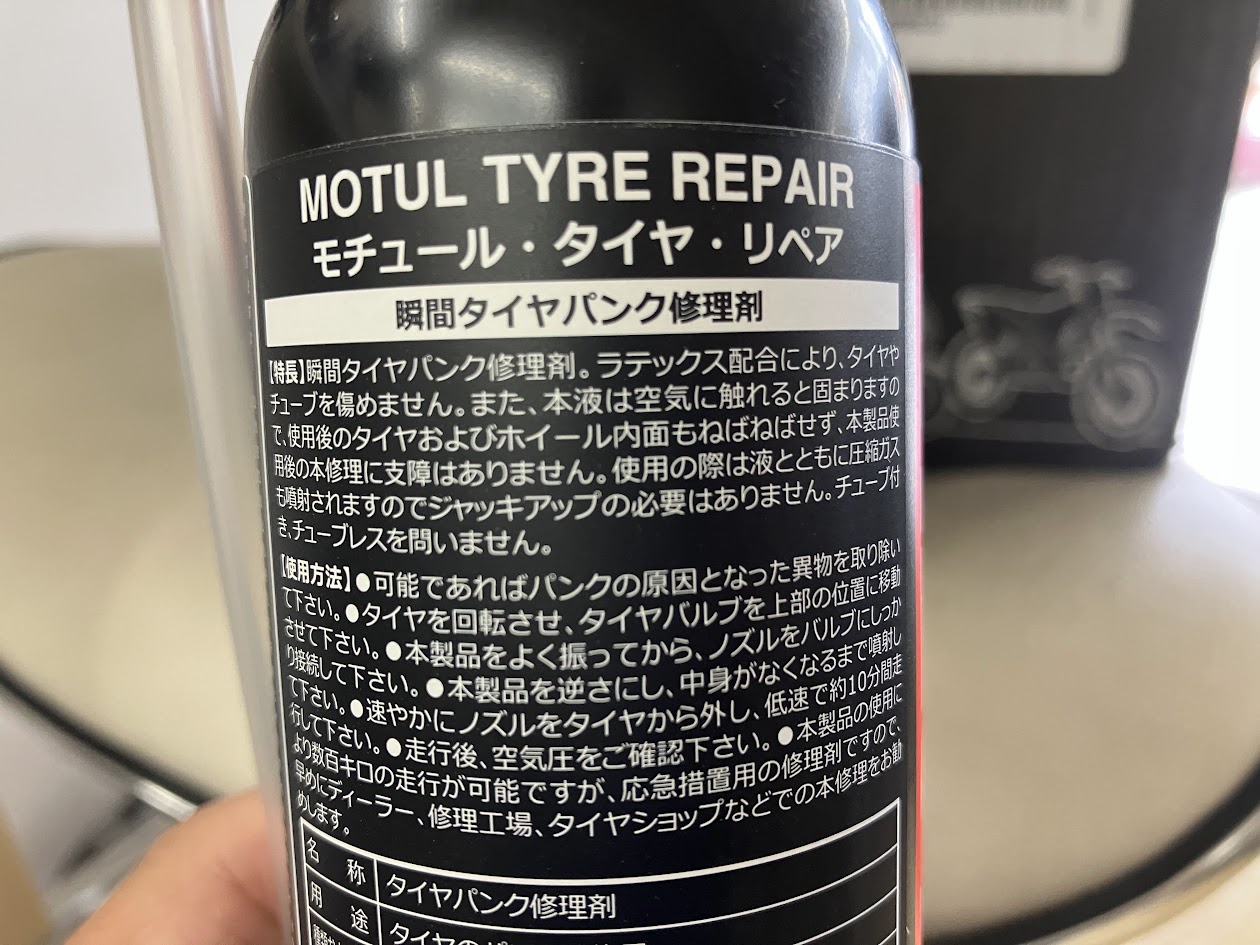 MOTUL TYRE REPAIR
モチュール・タイヤ・リペア
瞬間タイヤパンク修理剤
【特長】瞬間タイヤパンク修理剤。ラテックス配合により、タイヤや
チューブを傷めません。また、本液は空気に触れると固まりますの
で、使用後のタイヤおよびホイール内面もねばねばせず、本製品使
用後の本修理に支障はありません。使用の際は液とともに圧縮ガス
も噴射されますのでジャッキアップの必要はありません。チューブ付
き、チューブレスを問いません。
【使用方法】●可能であればパンクの原因となった異物を取り除い
て下さい。●タイヤを回転させ、タイヤバルブを上部の位置に移動
させて下さい。●本製品をよく振ってから、ノズルをバルブにしっか
り接続して下さい。●本製品を逆さにし、中身がなくなるまで噴射し
て下さい。●速やかにノズルをタイヤから外し、低速で約10分間走
行して下さい。●走行後、空気圧をご確認下さい。●本製品の使用に
より数百キロの走行が可能ですが、応急措置用の修理剤ですので、
早めにディーラー、修理工場、タイヤショップなどでの本修理をお勧
めします。
名 称 タイヤパンク修理剤
用 途 タイヤの